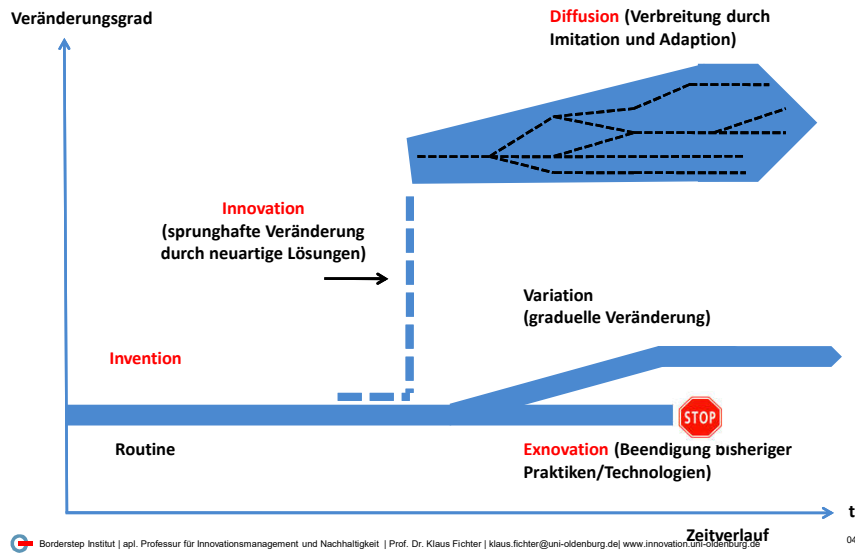 Veränderungsgrad
Diffusion (Verbreitung durch
Imitation und Adaption)
Innovation
(sprunghafte Veränderung
durch neuartige Lösungen)
Variation
(graduelle Veränderung)
Invention
STOP
Routine
Exnovation (Beendigung bisheriger
Praktiken/Technologien)
t
Zeitverlauf
Borderstep Institut | apl. Professur für Innovationsmanagement und Nachhaltigkeit | Prof. Dr. Klaus Fichter | klaus.fichter@uni-oldenburg.de| www.innovation.uni-oldenburg.de
04